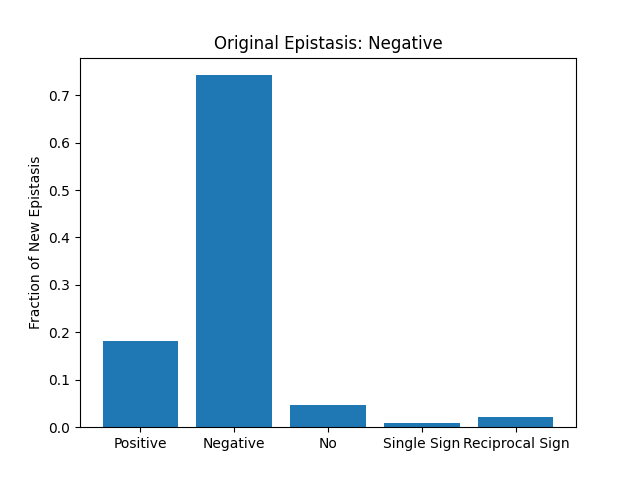 Original Epistasis: Negative
Fraction of New Epistasis
0.7
0.6
0.5
0.4
0.3
0.2
0.1
0.0
Positive Negative No Single Sign Reciprocal Sign